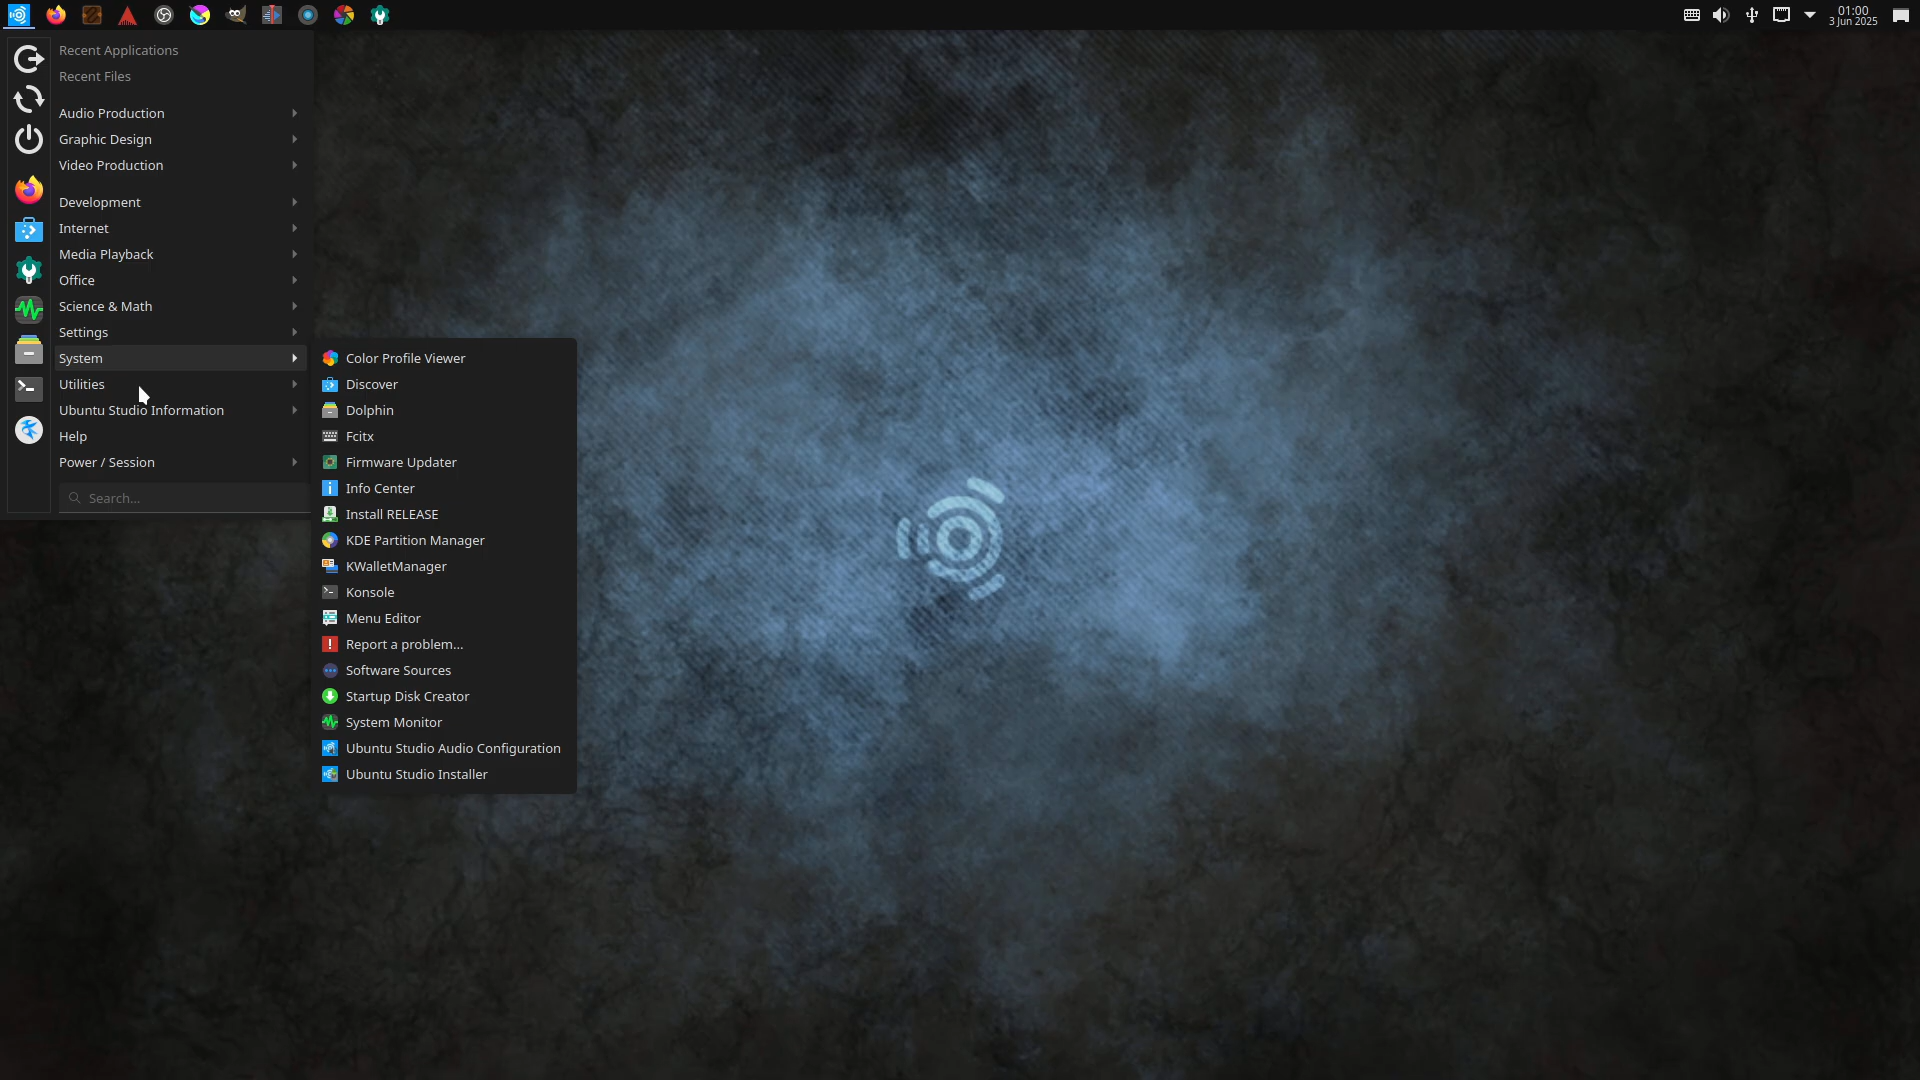 01:00
3 Jun 2025
Recent Applications
Recent Files
Audio Production
Graphic Design
Video Production
Development
Internet
Media Playback
Office
Science & Math
Settings
System
Utilities
Ubuntu Studio Information
Help
Power / Session
Search...
Color Profile Viewer
Discover
Dolphin
Fcitx
Firmware Updater
Info Center
Install RELEASE
KDE Partition Manager
KWalletManager
Konsole
Menu Editor
Report a problem...
Software Sources
Startup Disk Creator
System Monitor
Ubuntu Studio Audio Configuration
Ubuntu Studio Installer